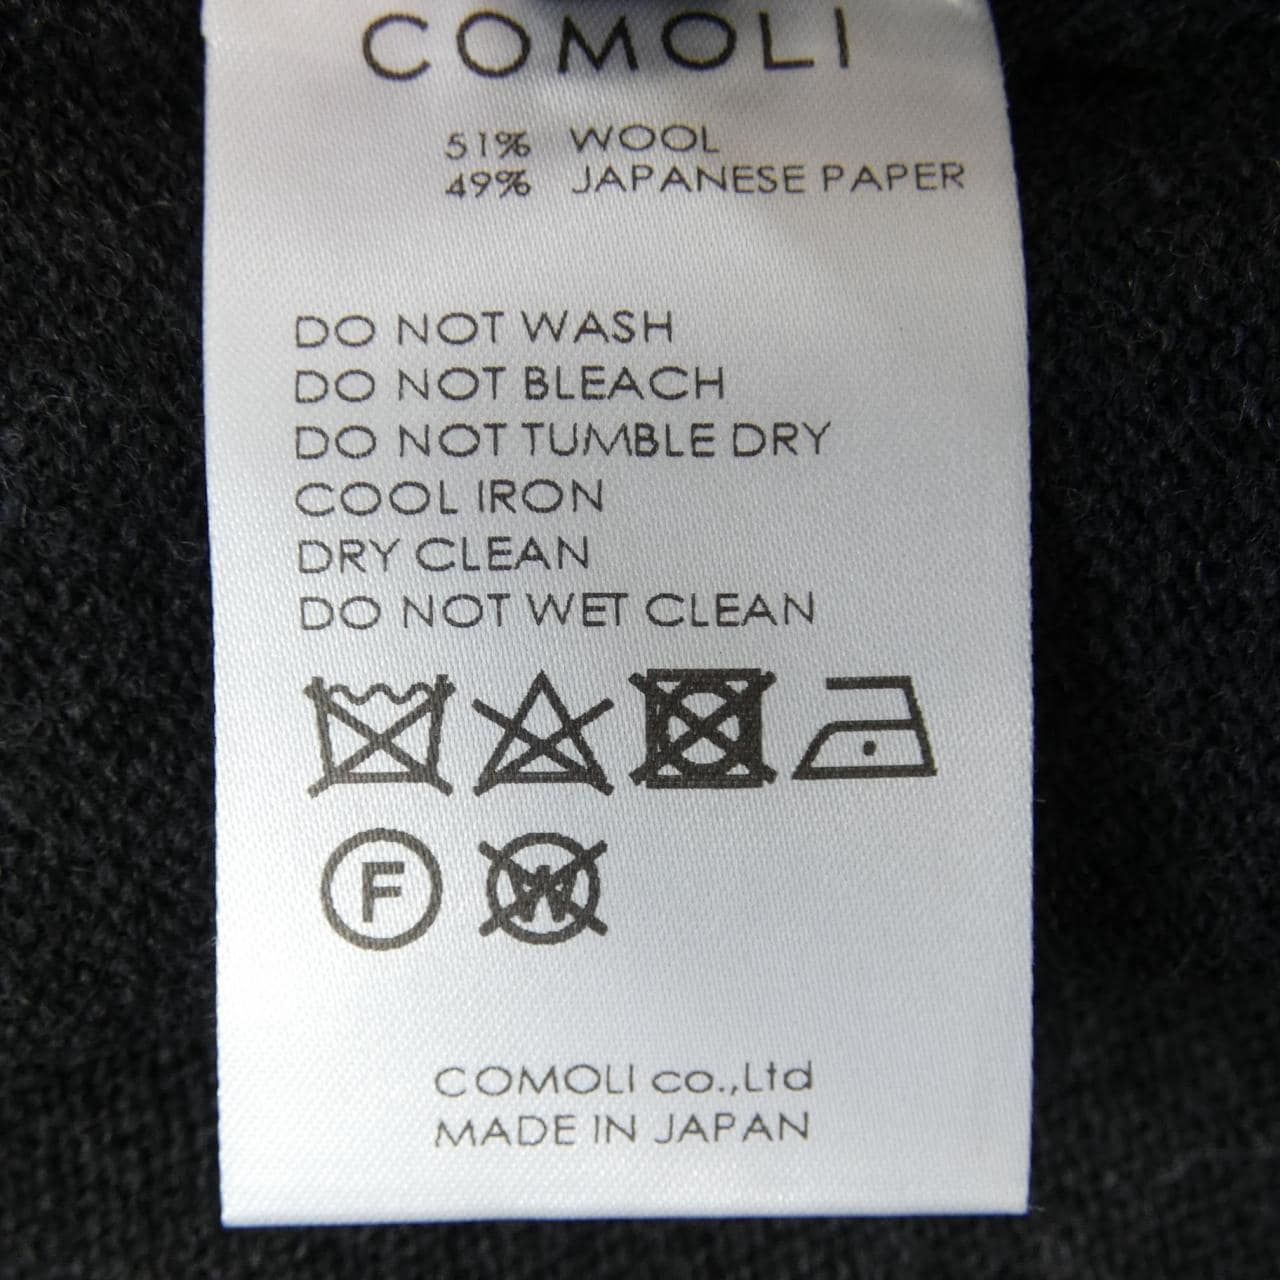 COMOLI
51% WOOL
49% JAPANESE PAPER
DO NOT WASH
DO NOT BLEACH
DO NOT TUMBLE DRY
COOL IRON
DRY CLEAN
DO NOT WET CLEAN
F W
COMOLI co.,Ltd
MADE IN JAPAN